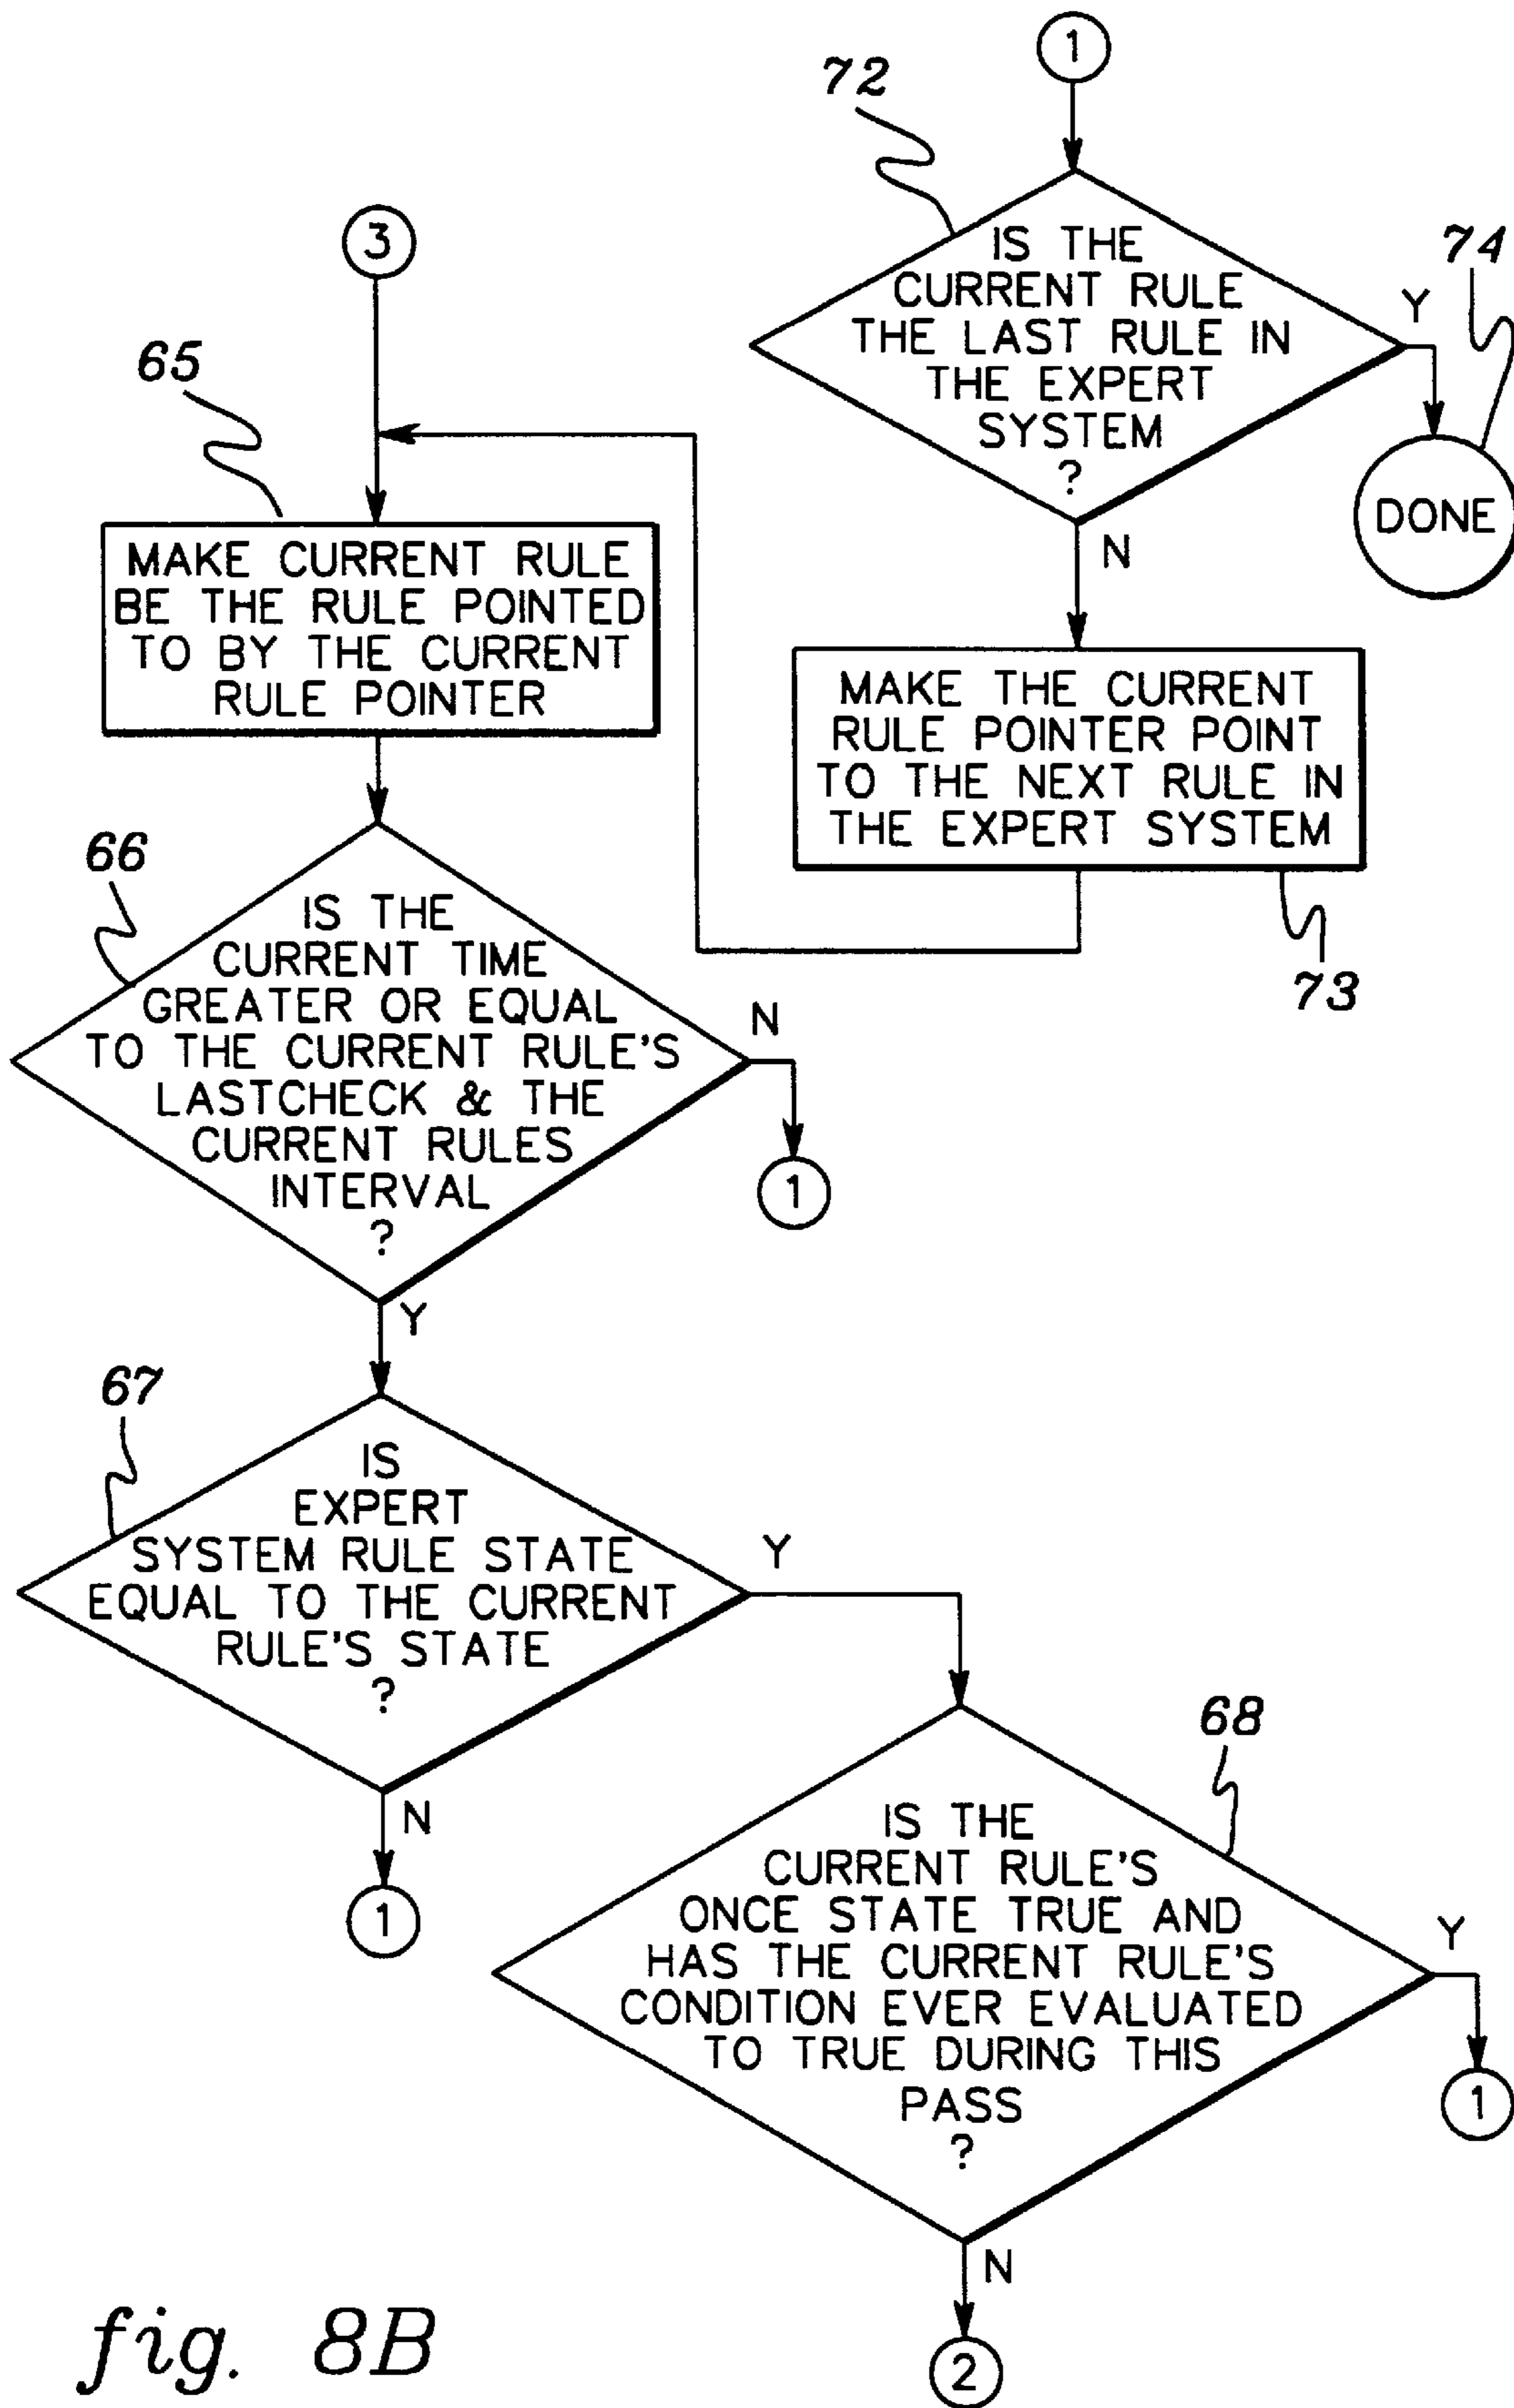 1
72
IS THE
CURRENT RULE
THE LAST RULE IN
THE EXPERT
SYSTEM
?
Y
74
DONE
N
MAKE THE CURRENT
RULE POINTER POINT
TO THE NEXT RULE IN
THE EXPERT SYSTEM
73
3
65
MAKE CURRENT RULE
BE THE RULE POINTED
TO BY THE CURRENT
RULE POINTER
66
IS THE
CURRENT TIME
GREATER OR EQUAL
TO THE CURRENT RULE'S
LASTCHECK & THE
CURRENT RULES
INTERVAL
?
N
1
Y
67
IS
EXPERT
SYSTEM RULE STATE
EQUAL TO THE CURRENT
RULE'S STATE
?
Y
N
1
68
IS THE
CURRENT RULE'S
ONCE STATE TRUE AND
HAS THE CURRENT RULE'S
CONDITION EVER EVALUATED
TO TRUE DURING THIS
PASS
?
Y
1
N
2
fig. 8B